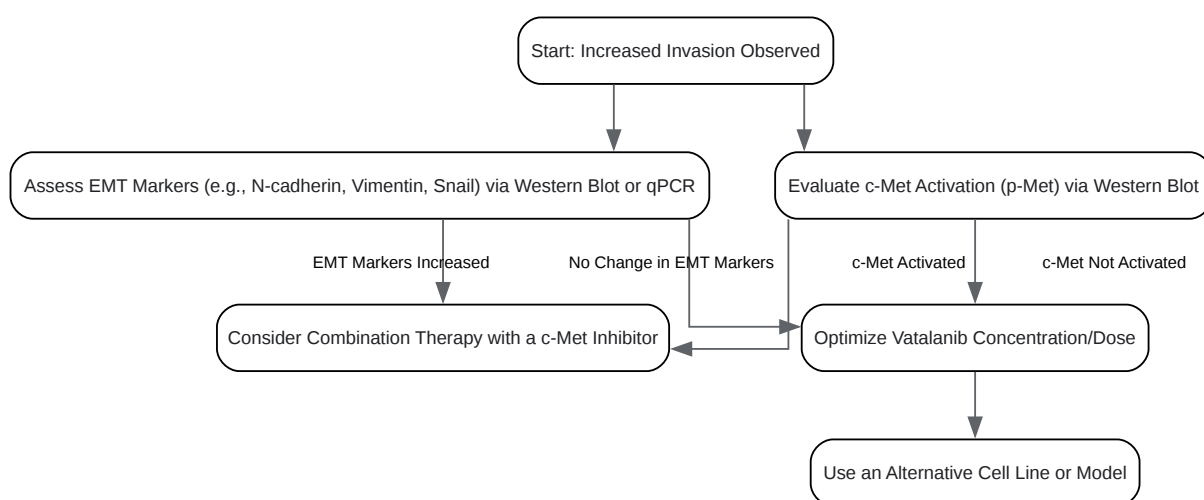 Start: Increased Invasion Observed
Assess EMT Markers (e.g., N-cadherin, Vimentin, Snail) via Western Blot or qPCR
Evaluate c-Met Activation (p-Met) via Western Blot
EMT Markers Increased
No Change in EMT Markers
c-Met Activated
c-Met Not Activated
Consider Combination Therapy with a c-Met Inhibitor
Optimize Vatalanib Concentration/Dose
Use an Alternative Cell Line or Model